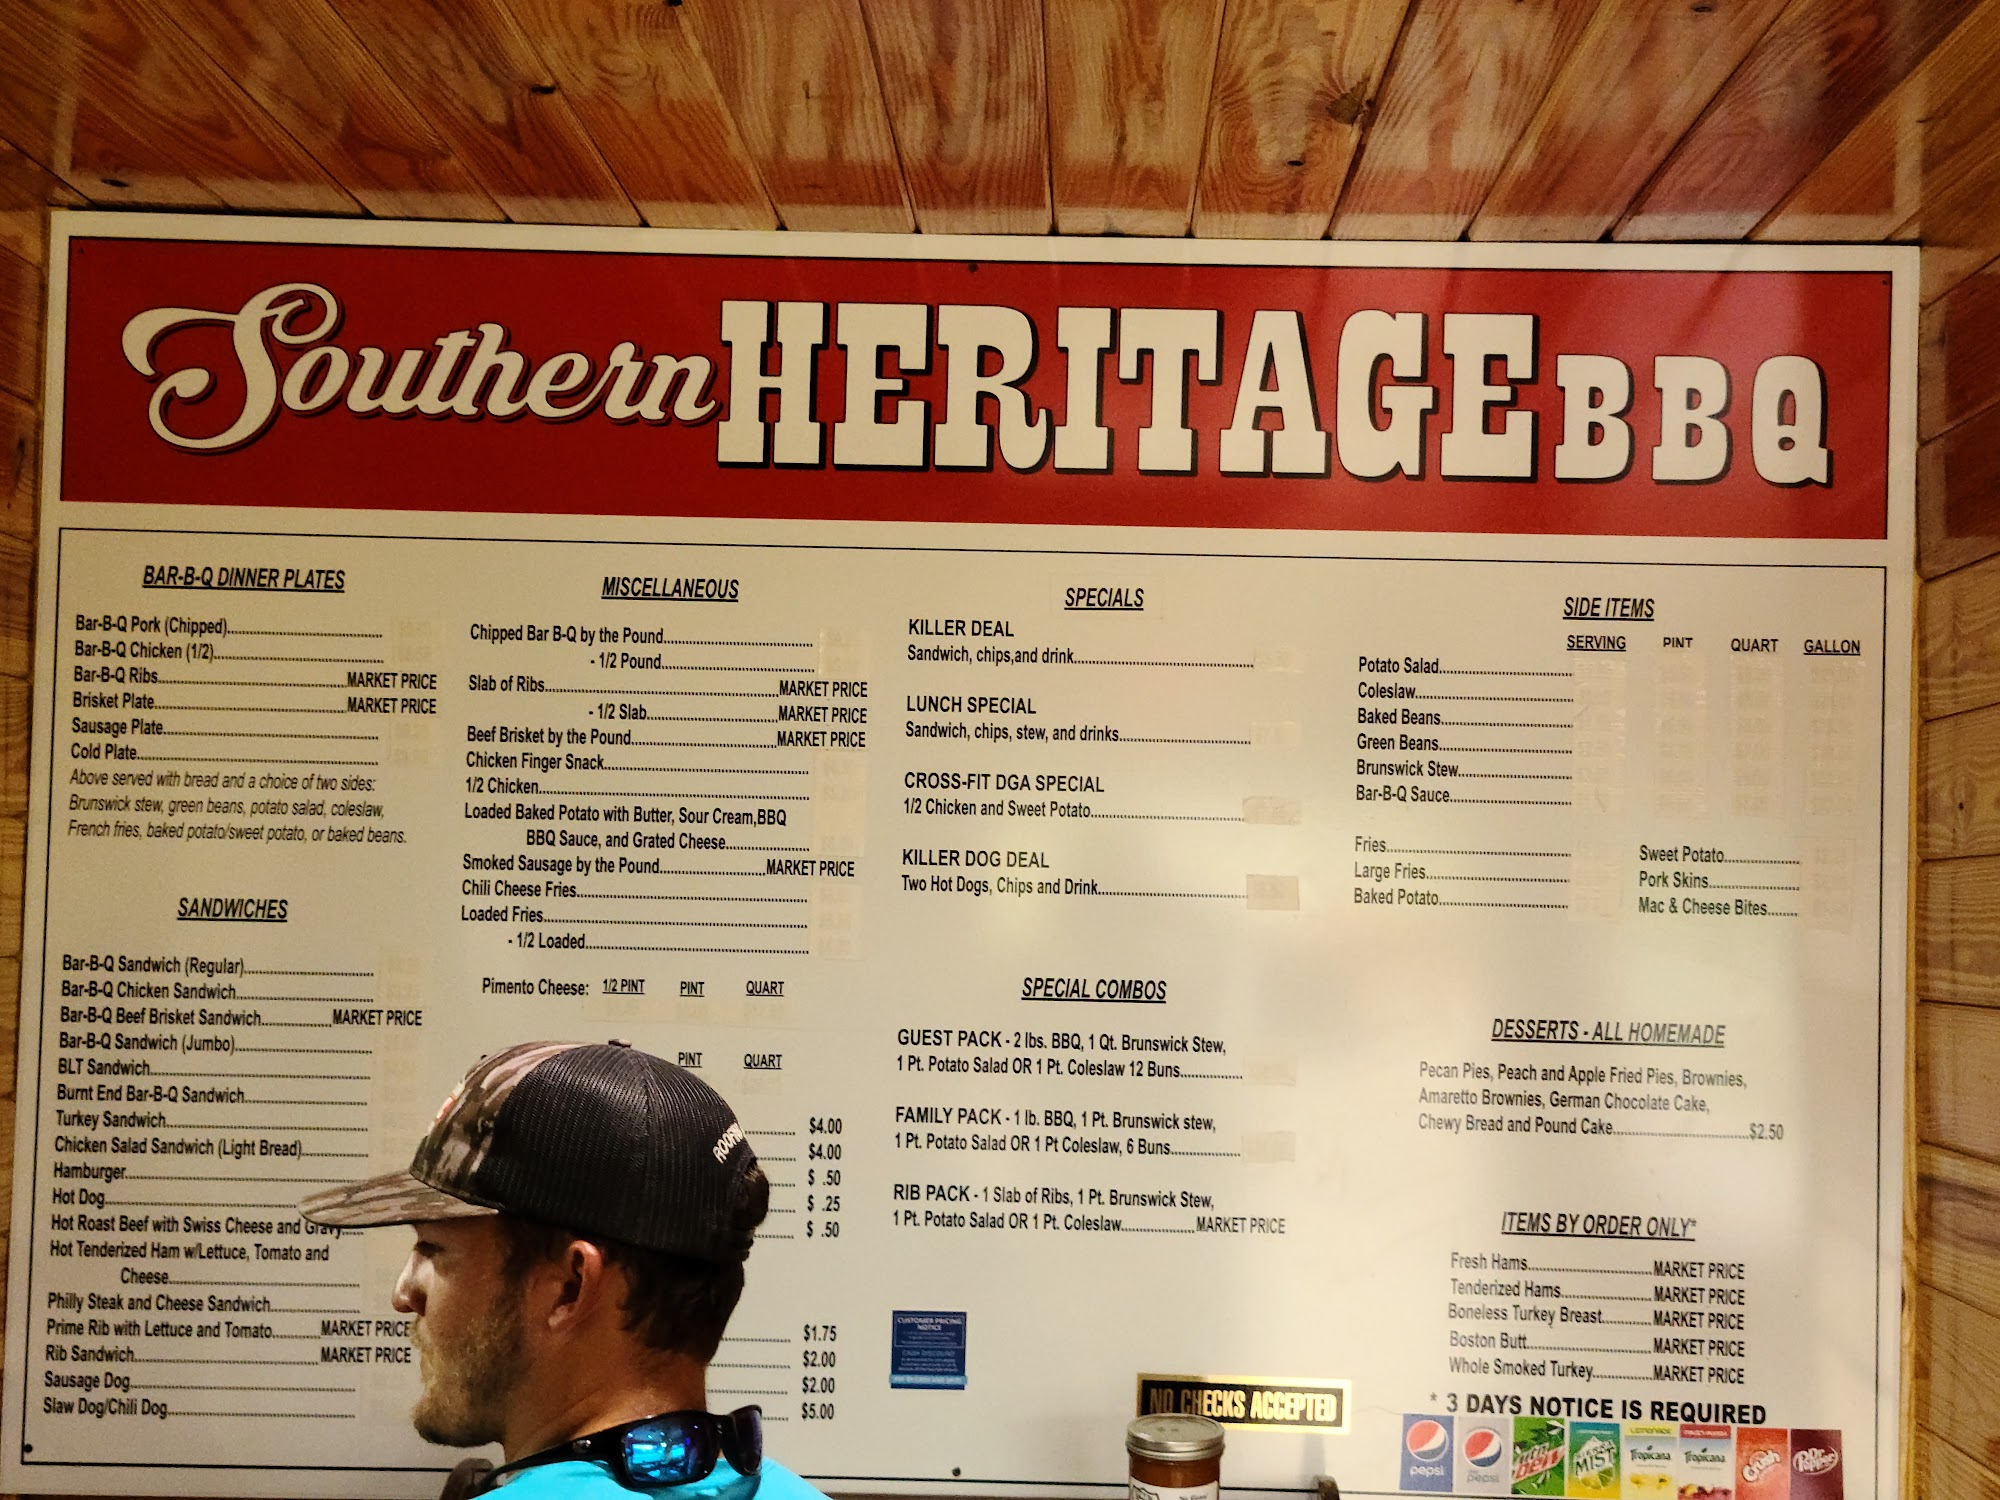 Southern HERITAGE BBQ
BAR-B-Q DINNER PLATES
Bar-B-Q Pork (Chipped)
Bar-B-Q Chicken (1/2)
Bar-B-Q Ribs MARKET PRICE
Brisket Plate MARKET PRICE
Sausage Plate
Cold Plate
Above served with bread and a choice of two sides:
Brunswick stew, green beans, potato salad, coleslaw,
French fries, baked potato/sweet potato, or baked beans.
SANDWICHES
Bar-B-Q Sandwich (Regular)
Bar-B-Q Chicken Sandwich
Bar-B-Q Beef Brisket Sandwich MARKET PRICE
Bar-B-Q Sandwich (Jumbo)
BLT Sandwich
Burnt End Bar-B-Q Sandwich
Turkey Sandwich
Chicken Salad Sandwich (Light Bread)
Hamburger
Hot Dog
Hot Roast Beef with Swiss Cheese and Gravy
Hot Tenderized Ham w/Lettuce, Tomato and
Cheese
Philly Steak and Cheese Sandwich
Prime Rib with Lettuce and Tomato MARKET PRICE
Rib Sandwich MARKET PRICE
Sausage Dog
Slaw Dog/Chili Dog
MISCELLANEOUS
Chipped Bar B-Q by the Pound
- 1/2 Pound
Slab of Ribs MARKET PRICE
- 1/2 Slab MARKET PRICE
Beef Brisket by the Pound MARKET PRICE
Chicken Finger Snack
1/2 Chicken
Loaded Baked Potato with Butter, Sour Cream,BBQ
BBQ Sauce, and Grated Cheese
Smoked Sausage by the Pound MARKET PRICE
Chili Cheese Fries
Loaded Fries
- 1/2 Loaded
Pimento Cheese: 1/2 PINT PINT QUART
PINT QUART
$4.00
$4.00
$ .50
$ .25
$ .50
$1.75
$2.00
$2.00
$5.00
SPECIALS
KILLER DEAL
Sandwich, chips,and drink
LUNCH SPECIAL
Sandwich, chips, stew, and drinks
CROSS-FIT DGA SPECIAL
1/2 Chicken and Sweet Potato
KILLER DOG DEAL
Two Hot Dogs, Chips and Drink
SPECIAL COMBOS
GUEST PACK - 2 lbs. BBQ, 1 Qt. Brunswick Stew,
1 Pt. Potato Salad OR 1 Pt. Coleslaw 12 Buns
FAMILY PACK - 1 lb. BBQ, 1 Pt. Brunswick stew,
1 Pt. Potato Salad OR 1 Pt Coleslaw, 6 Buns
RIB PACK - 1 Slab of Ribs, 1 Pt. Brunswick Stew,
1 Pt. Potato Salad OR 1 Pt. Coleslaw MARKET PRICE
CUSTOMER PRICING
NOTICE
CASH DISCOUNT
NO CHECKS ACCEPTED
SIDE ITEMS
SERVING PINT QUART GALLON
Potato Salad
Coleslaw
Baked Beans
Green Beans
Brunswick Stew
Bar-B-Q Sauce
Fries
Large Fries
Baked Potato
Sweet Potato
Pork Skins
Mac & Cheese Bites
DESSERTS - ALL HOMEMADE
Pecan Pies, Peach and Apple Fried Pies, Brownies,
Amaretto Brownies, German Chocolate Cake,
Chewy Bread and Pound Cake $2.50
ITEMS BY ORDER ONLY*
Fresh Hams MARKET PRICE
Tenderized Hams MARKET PRICE
Boneless Turkey Breast MARKET PRICE
Boston Butt MARKET PRICE
Whole Smoked Turkey MARKET PRICE
* 3 DAYS NOTICE IS REQUIRED
pepsi
pepsi
MIST
LEMONADE
Tropicana
Tropicana
Crush
Dr Pepper